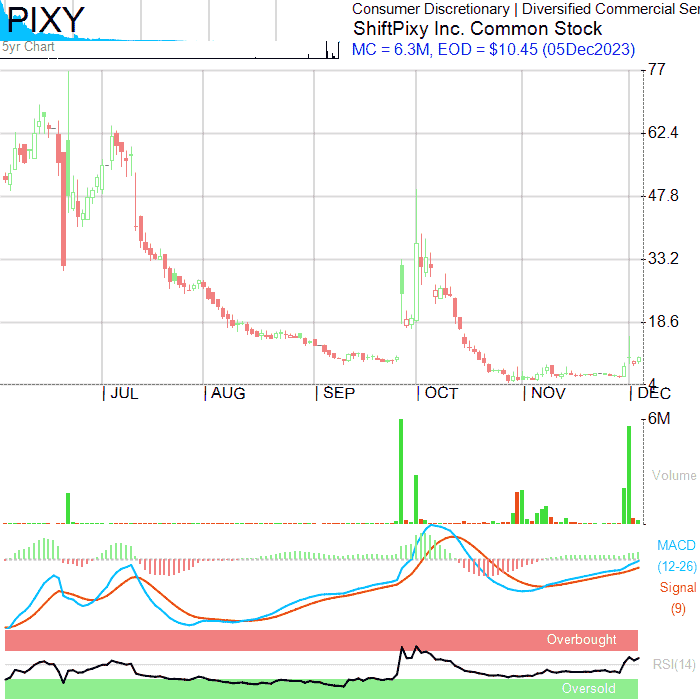 PIXY
5yr Chart
Consumer Discretionary | Diversified Commercial Ser
ShiftPixy Inc. Common Stock
MC = 6.3M, EOD = $10.45 (05Dec2023)
77
62.4
47.8
33.2
18.6
4
JUL AUG SEP OCT NOV DEC
6M
Volume
MACD
(12-26)
Signal
(9)
Overbought
RSI(14)
Oversold